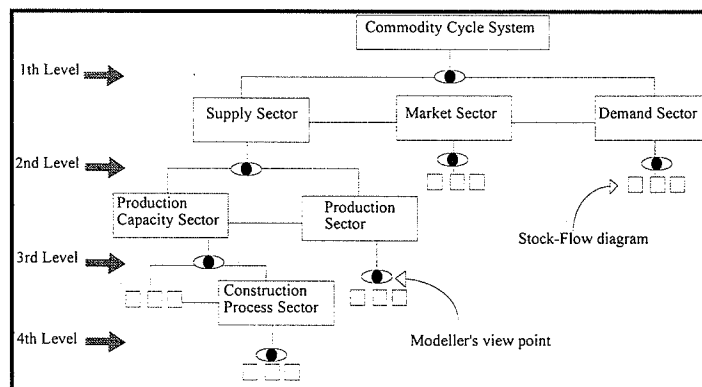 Commodity Cycle System
1th Level
Supply Sector
Market Sector
Demand Sector
2nd Level
Production
Capacity Sector
Production
Sector
Stock-Flow diagram
3rd Level
Construction
Process Sector
Modeller's view point
4th Level